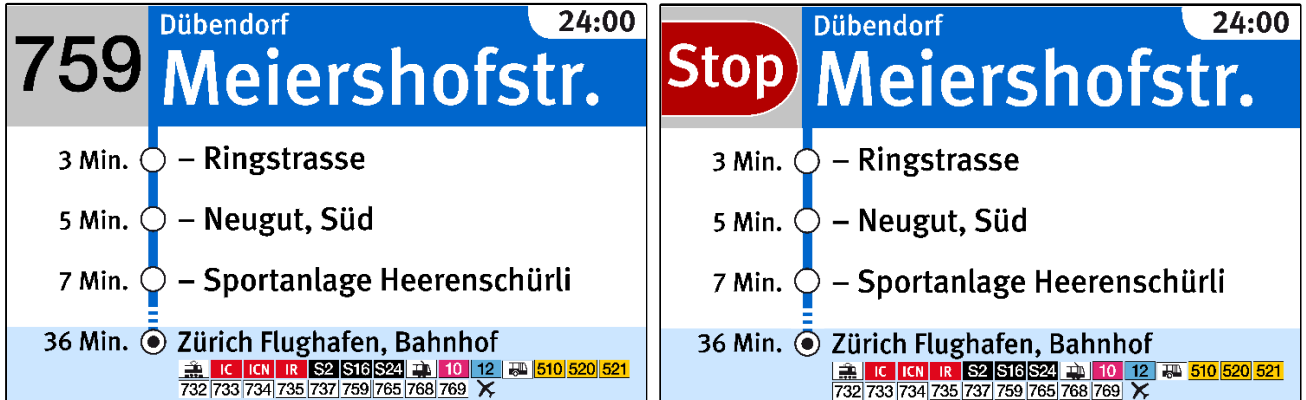 759
Dübendorf
24:00
Meiershofstr.
3 Min. – Ringstrasse
5 Min. – Neugut, Süd
7 Min. – Sportanlage Heerenschürli
36 Min. Zürich Flughafen, Bahnhof
IC ICN IR S2 S16 S24 10 12 510 520 521
732 733 734 735 737 759 765 768 769
Stop
Dübendorf
24:00
Meiershofstr.
3 Min. – Ringstrasse
5 Min. – Neugut, Süd
7 Min. – Sportanlage Heerenschürli
36 Min. Zürich Flughafen, Bahnhof
IC ICN IR S2 S16 S24 10 12 510 520 521
732 733 734 735 737 759 765 768 769